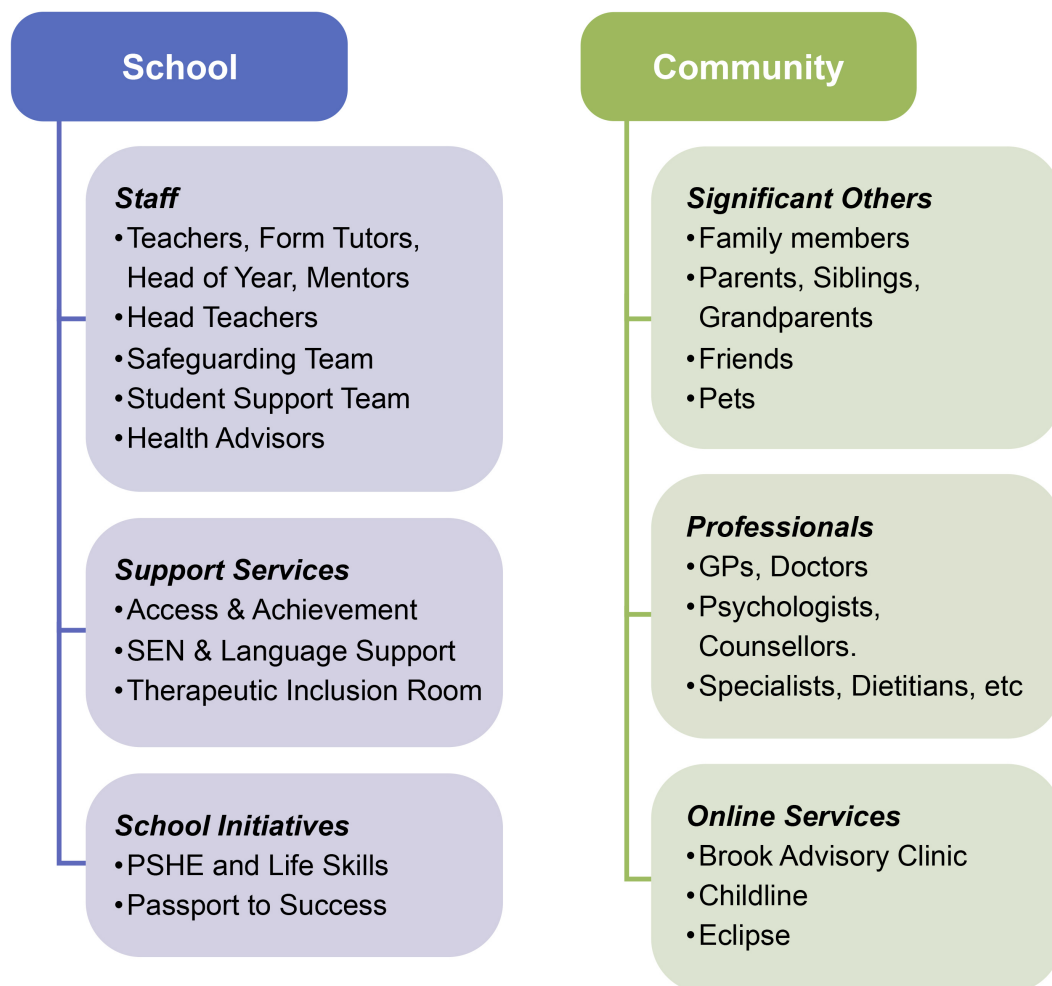 School
Staff
•Teachers, Form Tutors,
Head of Year, Mentors
•Head Teachers
•Safeguarding Team
•Student Support Team
•Health Advisors
Support Services
•Access & Achievement
•SEN & Language Support
•Therapeutic Inclusion Room
School Initiatives
•PSHE and Life Skills
•Passport to Success
Community
Significant Others
•Family members
•Parents, Siblings,
Grandparents
•Friends
•Pets
Professionals
•GPs, Doctors
•Psychologists,
Counsellors.
•Specialists, Dietitians, etc
Online Services
•Brook Advisory Clinic
•Childline
•Eclipse